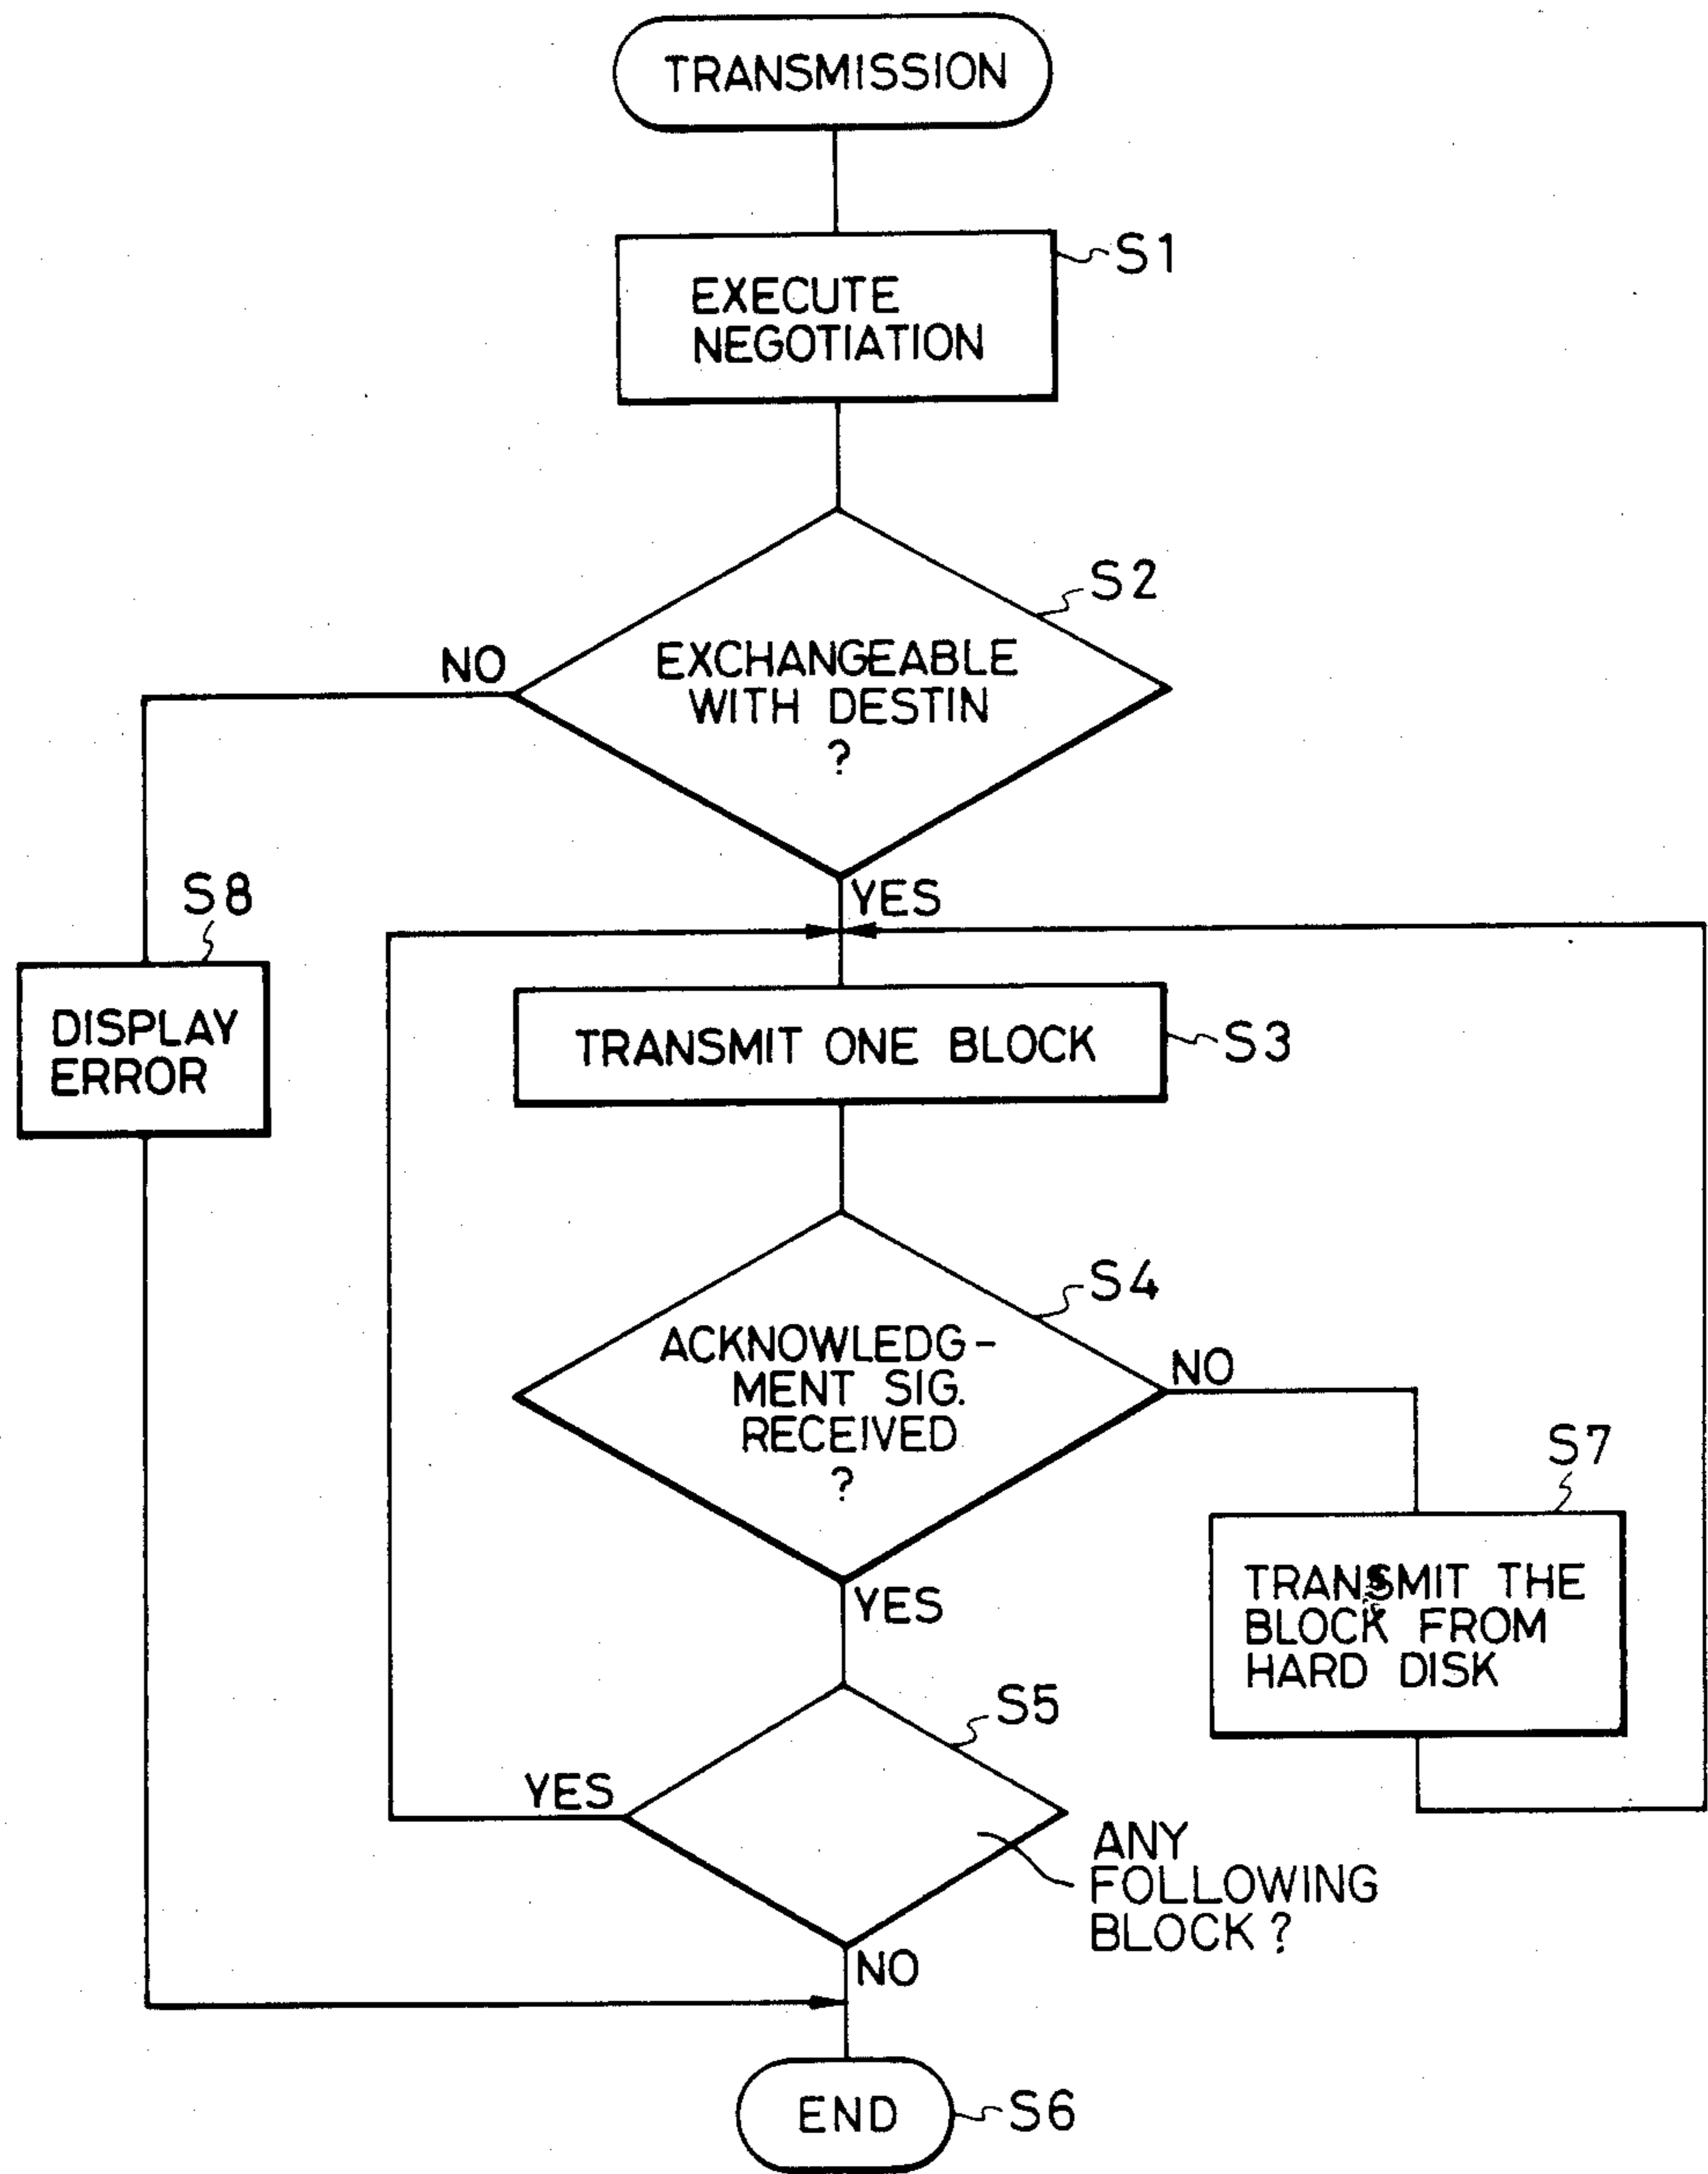 TRANSMISSION
S1
EXECUTE
NEGOTIATION
S2
NO
EXCHANGEABLE
WITH DESTIN
?
YES
S8
DISPLAY
ERROR
TRANSMIT ONE BLOCK
S3
S4
ACKNOWLEDG-
MENT SIG.
RECEIVED
?
NO
S7
TRANSMIT THE
BLOCK FROM
HARD DISK
YES
S5
YES
ANY
FOLLOWING
BLOCK?
NO
END
S6